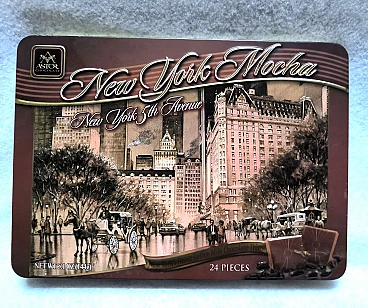 ASTOR
New York Mocha
New York 5th Avenue
24 PIECES